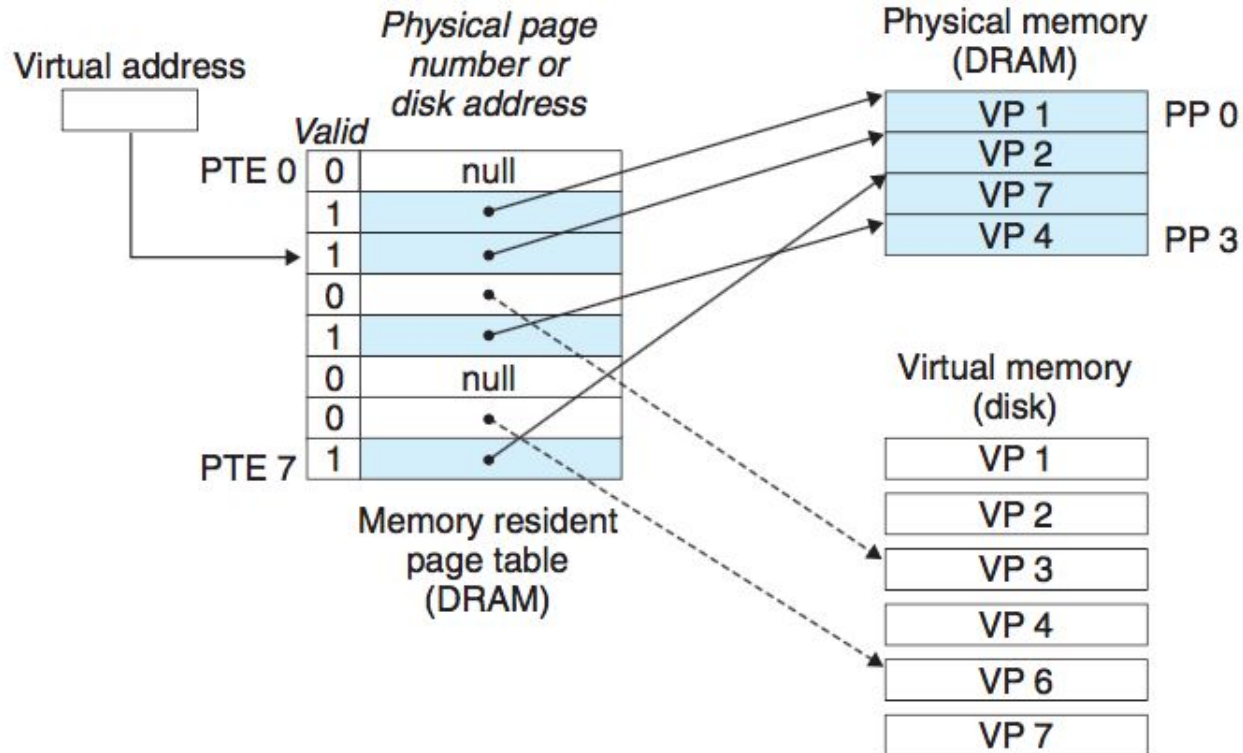 Virtual address
Physical page
number or
disk address
Valid
PTE 0 0 null
1
1
0
1
0 null
0
PTE 7 1
Memory resident
page table
(DRAM)
Physical memory
(DRAM)
VP 1 PP 0
VP 2
VP 7
VP 4 PP 3
Virtual memory
(disk)
VP 1
VP 2
VP 3
VP 4
VP 6
VP 7